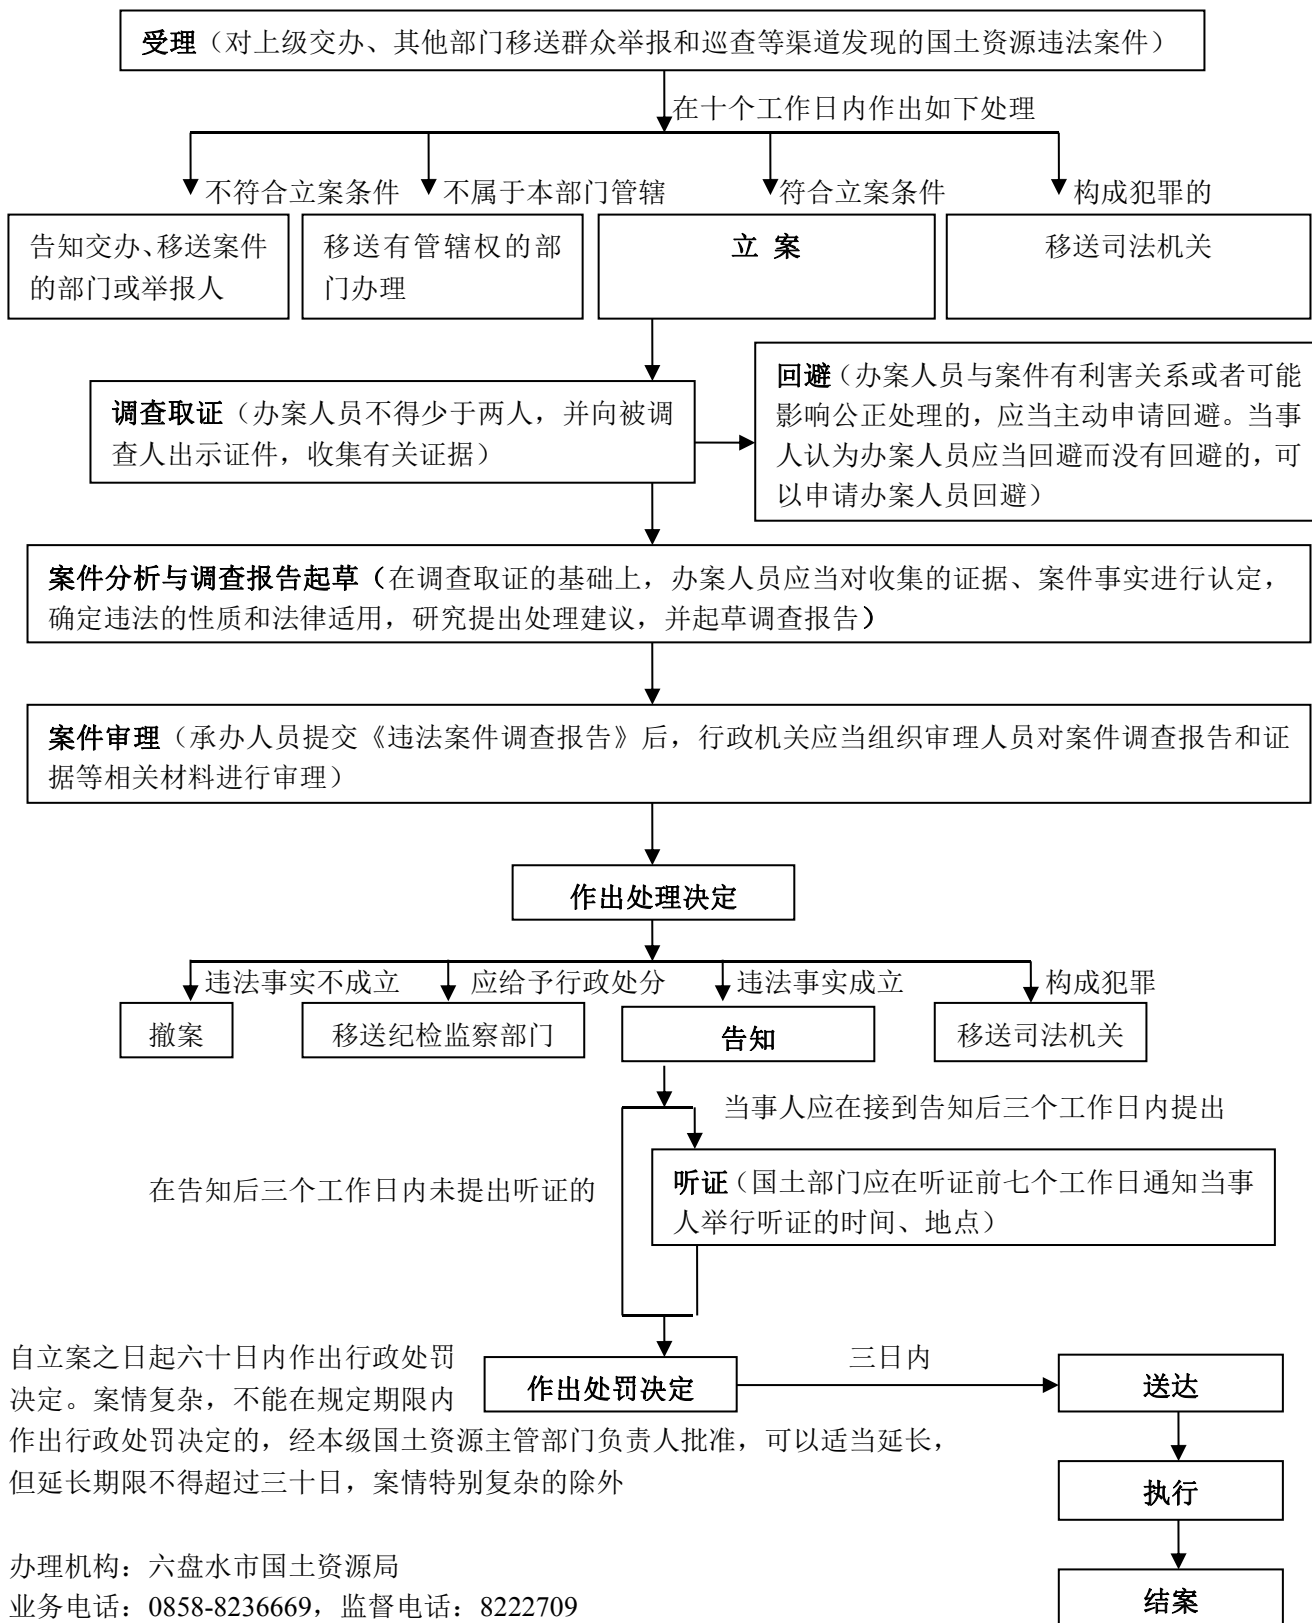 受理（对上级交办、其他部门移送群众举报和巡查等渠道发现的国土资源违法案件）
在十个工作日内作出如下处理
不符合立案条件
不属于本部门管辖
符合立案条件
构成犯罪的
告知交办、移送案件
的部门或举报人
移送有管辖权的部
门办理
立 案
移送司法机关
调查取证（办案人员不得少于两人，并向被调
查人出示证件，收集有关证据）
回避（办案人员与案件有利害关系或者可能
影响公正处理的，应当主动申请回避。当事
人认为办案人员应当回避而没有回避的，可
以申请办案人员回避）
案件分析与调查报告起草（在调查取证的基础上，办案人员应当对收集的证据、案件事实进行认定，
确定违法的性质和法律适用，研究提出处理建议，并起草调查报告）
案件审理（承办人员提交《违法案件调查报告》后，行政机关应当组织审理人员对案件调查报告和证
据等相关材料进行审理）
作出处理决定
违法事实不成立
应给予行政处分
违法事实成立
构成犯罪
撤案
移送纪检监察部门
告知
移送司法机关
当事人应在接到告知后三个工作日内提出
在告知后三个工作日内未提出听证的
听证（国土部门应在听证前七个工作日通知当事
人举行听证的时间、地点）
自立案之日起六十日内作出行政处罚
决定。案情复杂，不能在规定期限内
作出行政处罚决定的，经本级国土资源主管部门负责人批准，可以适当延长，
但延长期限不得超过三十日，案情特别复杂的除外
作出处罚决定
三日内
送达
执行
结案
办理机构：六盘水市国土资源局
业务电话：0858-8236669，监督电话：8222709